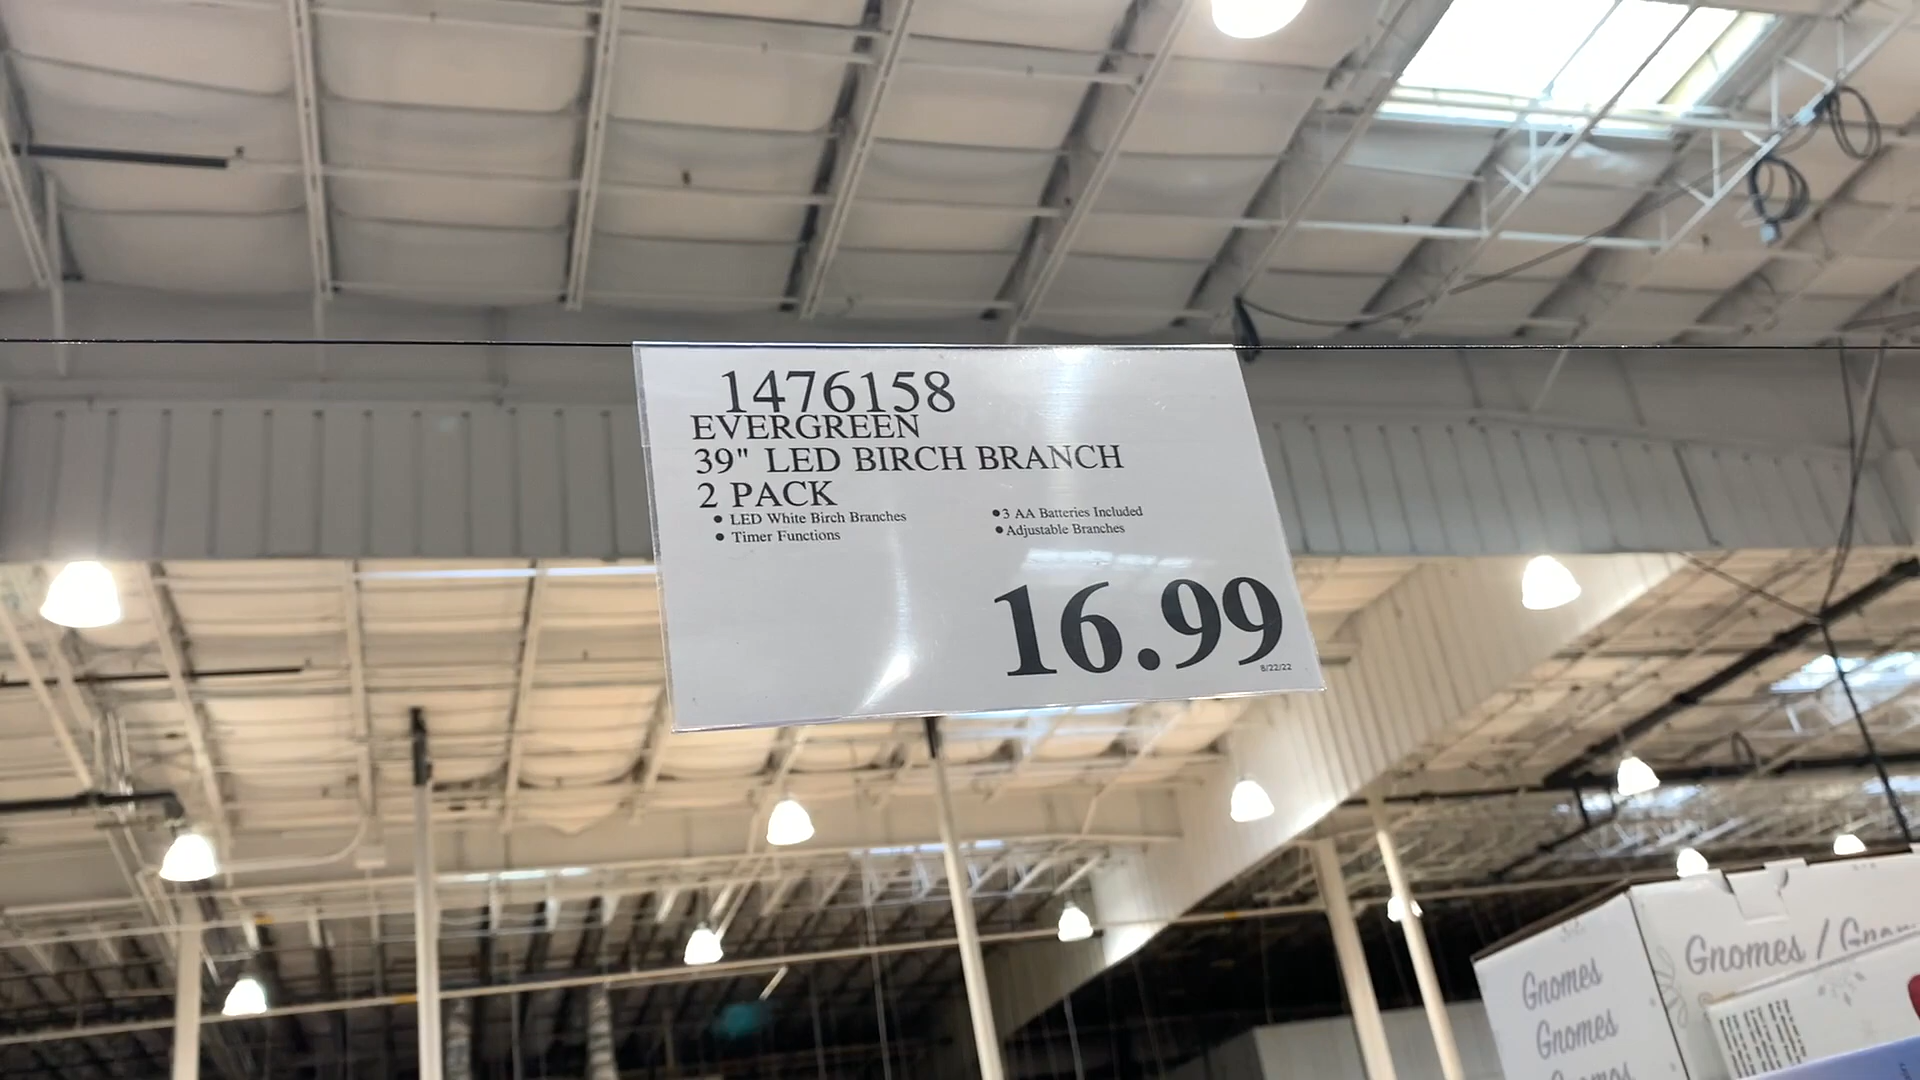 1476158
EVERGREEN
39" LED BIRCH BRANCH
2 PACK
• LED White Birch Branches
• Timer Functions
• 3 AA Batteries Included
• Adjustable Branches
16.99
8/22/22
Gnomes /
Gnomes
Gnomes